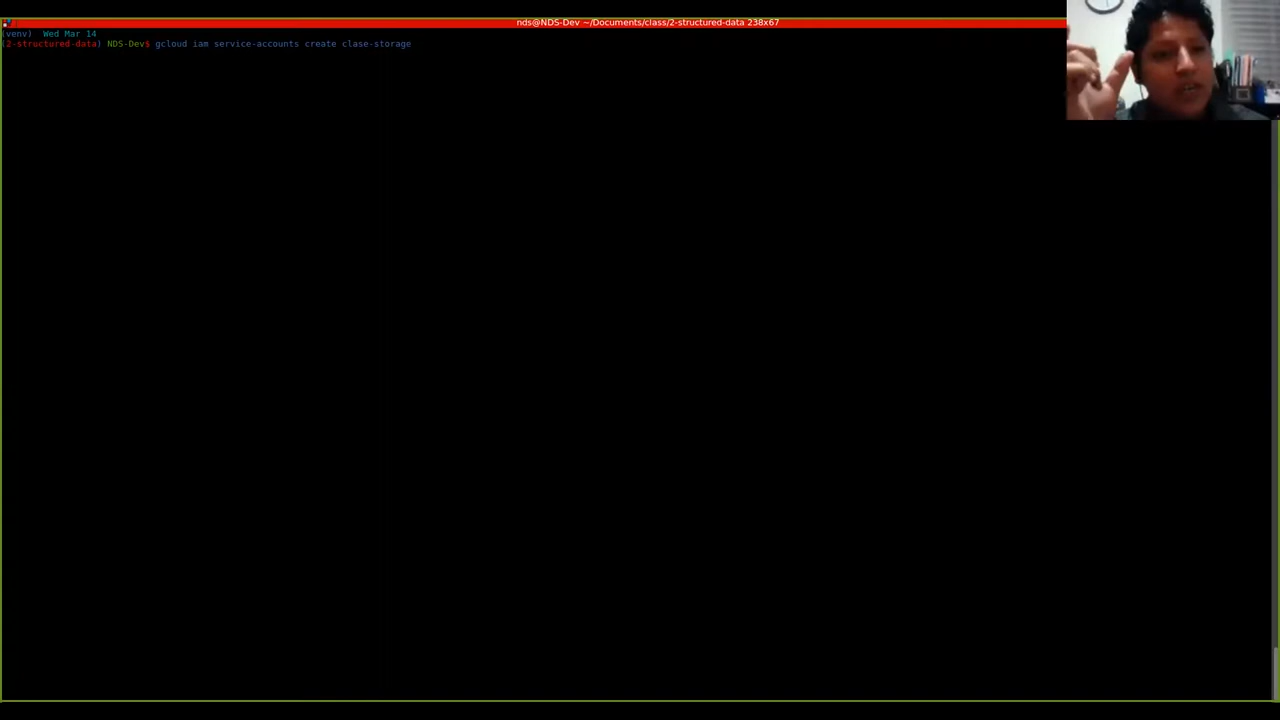 nds@NDS-Dev ~/Documents/class/2-structured-data 238x67
(venv)  Wed Mar 14
(2-structured-data) NDS-Dev$ gcloud iam service-accounts create clase-storage